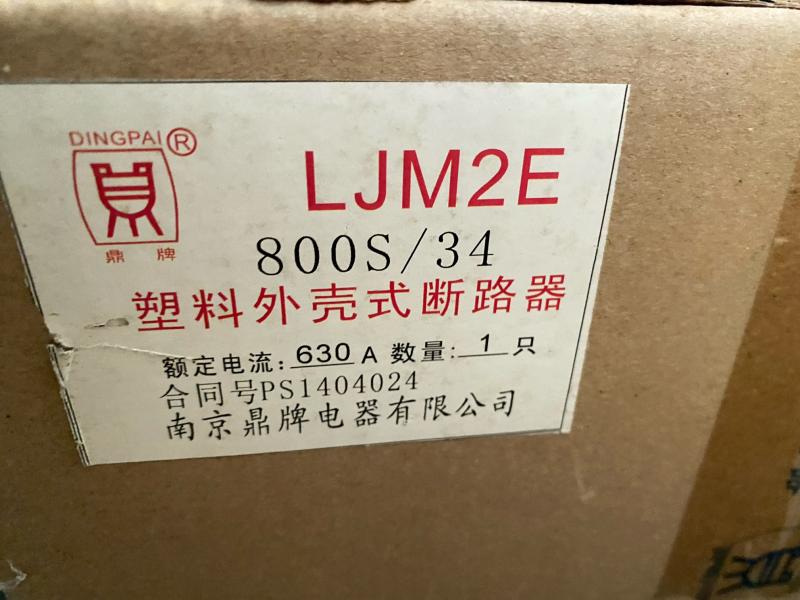 DINGPAI®
鼎牌
LJM2E
800S/34
塑料外壳式断路器
额定电流: 630 A 数量: 1 只
合同号PS1404024
南京鼎牌电器有限公司